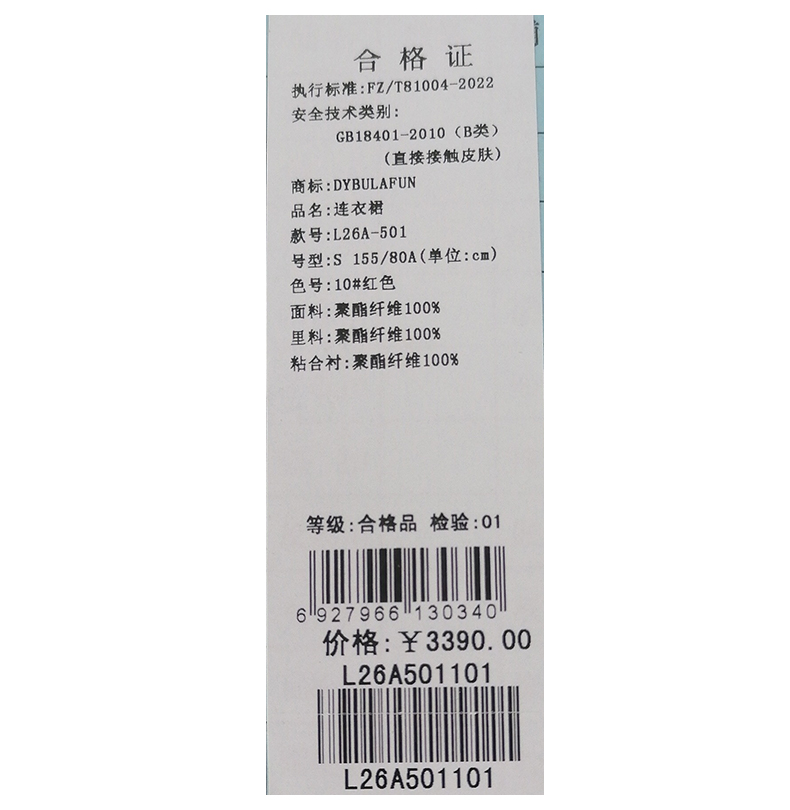 合格证
执行标准:FZ/T81004-2022
安全技术类别:
GB18401-2010(B类)
(直接接触皮肤)
商标:DYBULAFUN
品名:连衣裙
款号:L26A-501
号型:S 155/80A(单位:cm)
色号:10#红色
面料:聚酯纤维100%
里料:聚酯纤维100%
粘合衬:聚酯纤维100%
等级:合格品 检验:01
6 927966 130340
价格:¥3390.00
L26A501101
L26A501101